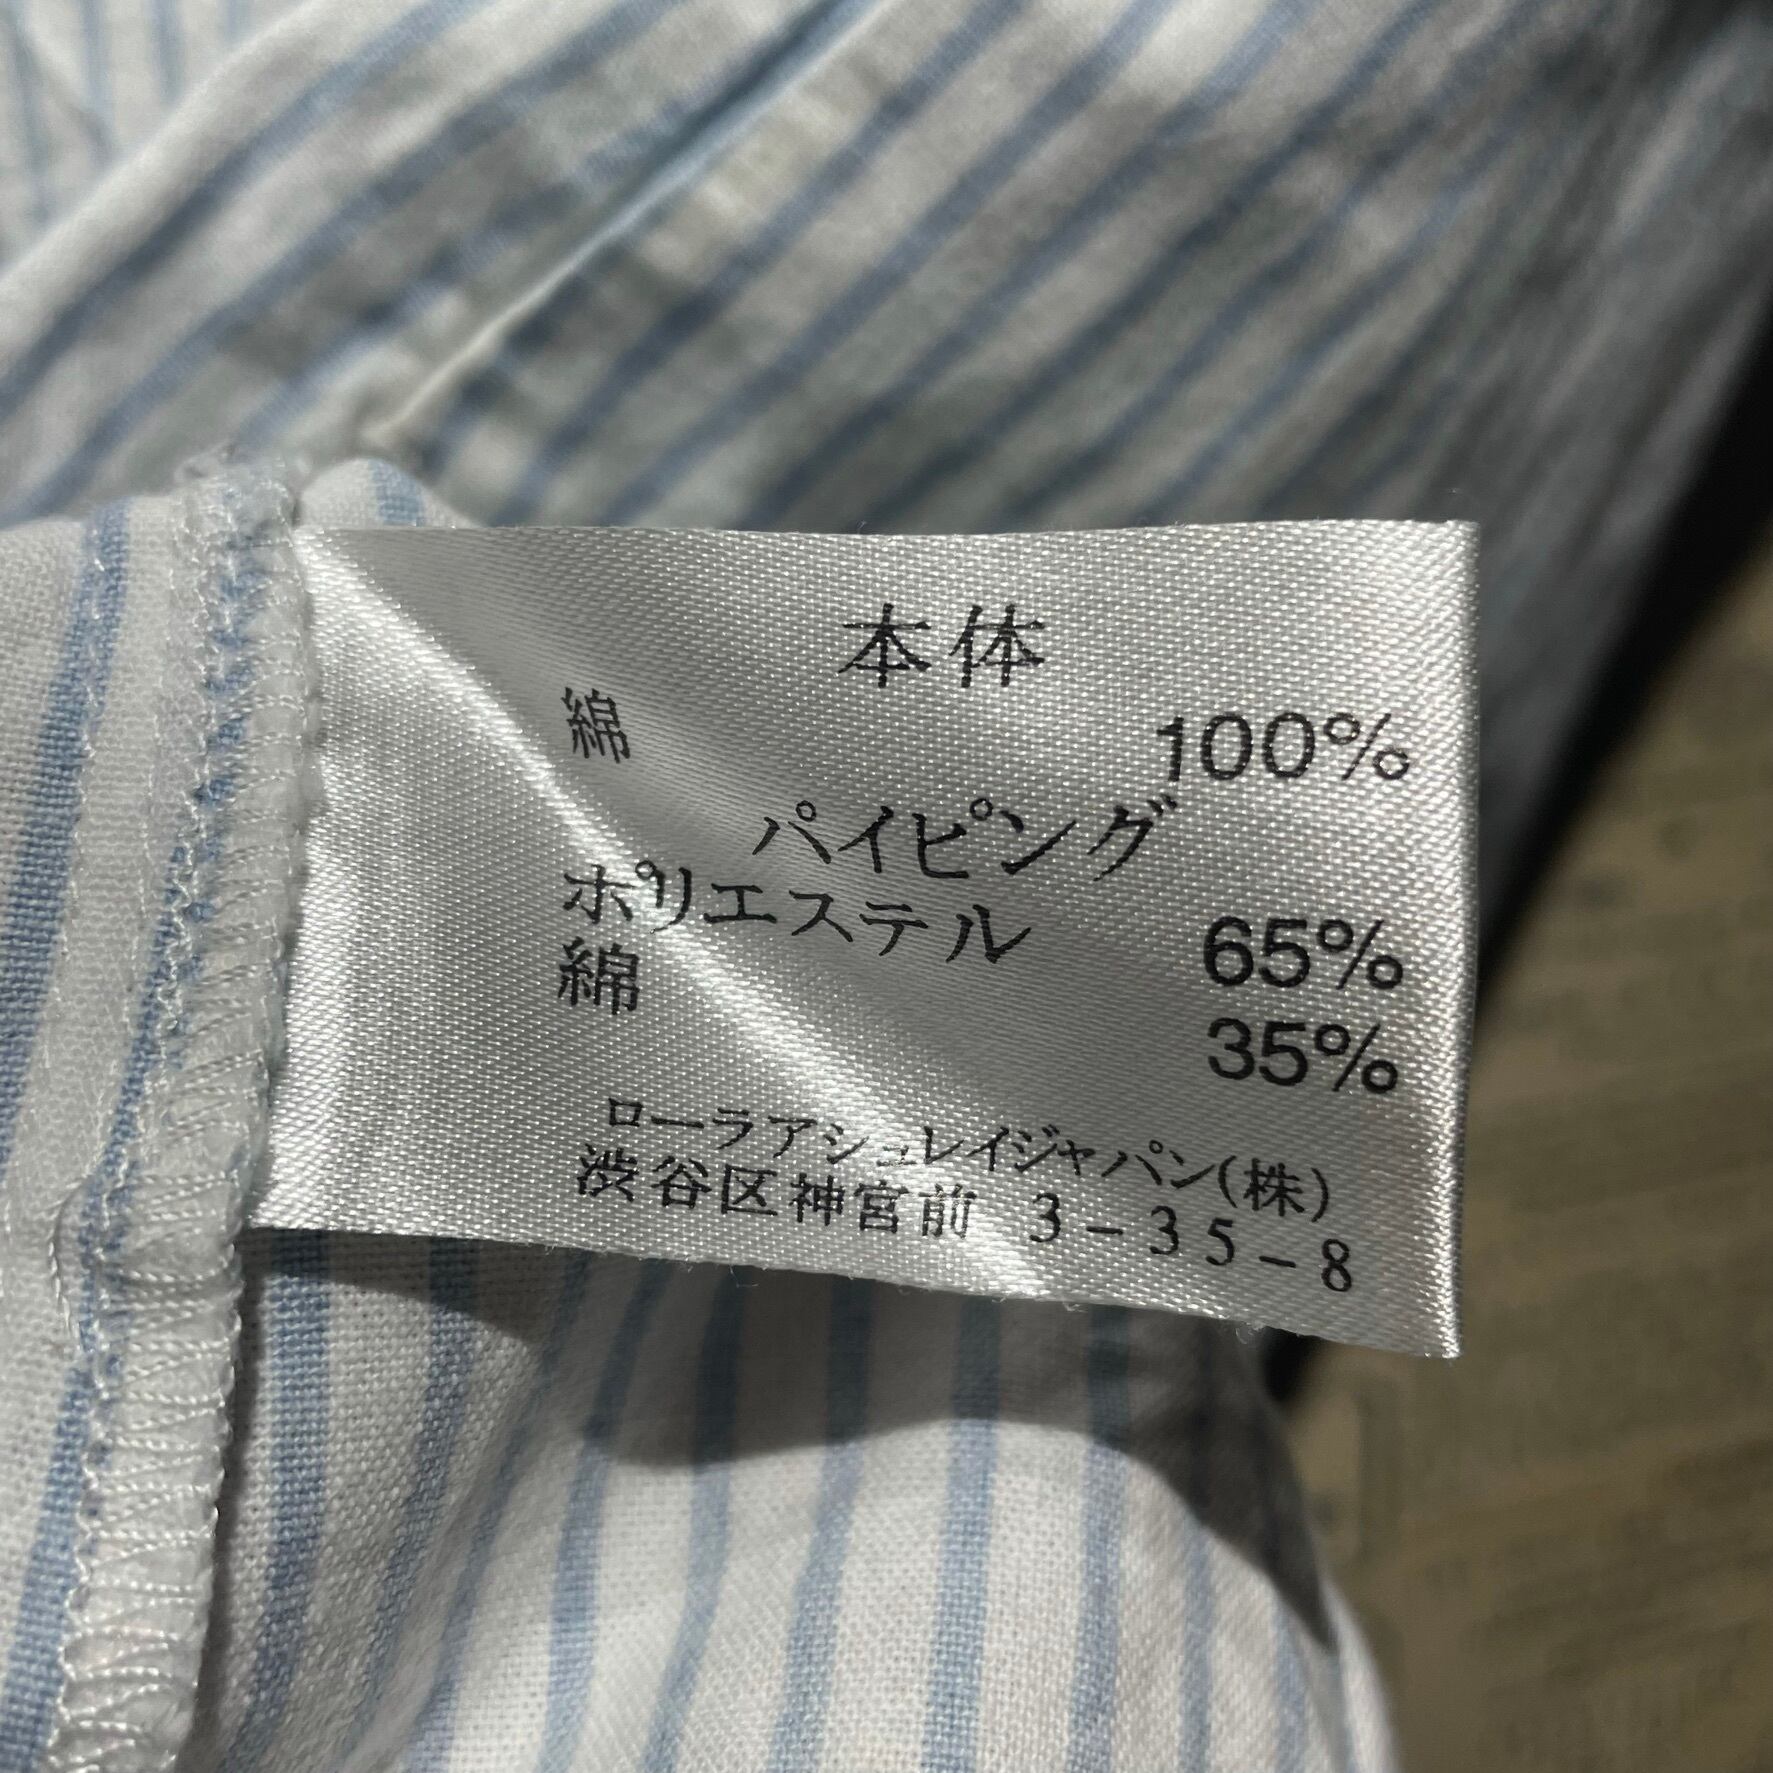 本体
綿 100%
パイピング
ポリエステル 65%
綿 35%
ローラアシュレイジャパン(株)
渋谷区神宮前 3-35-8